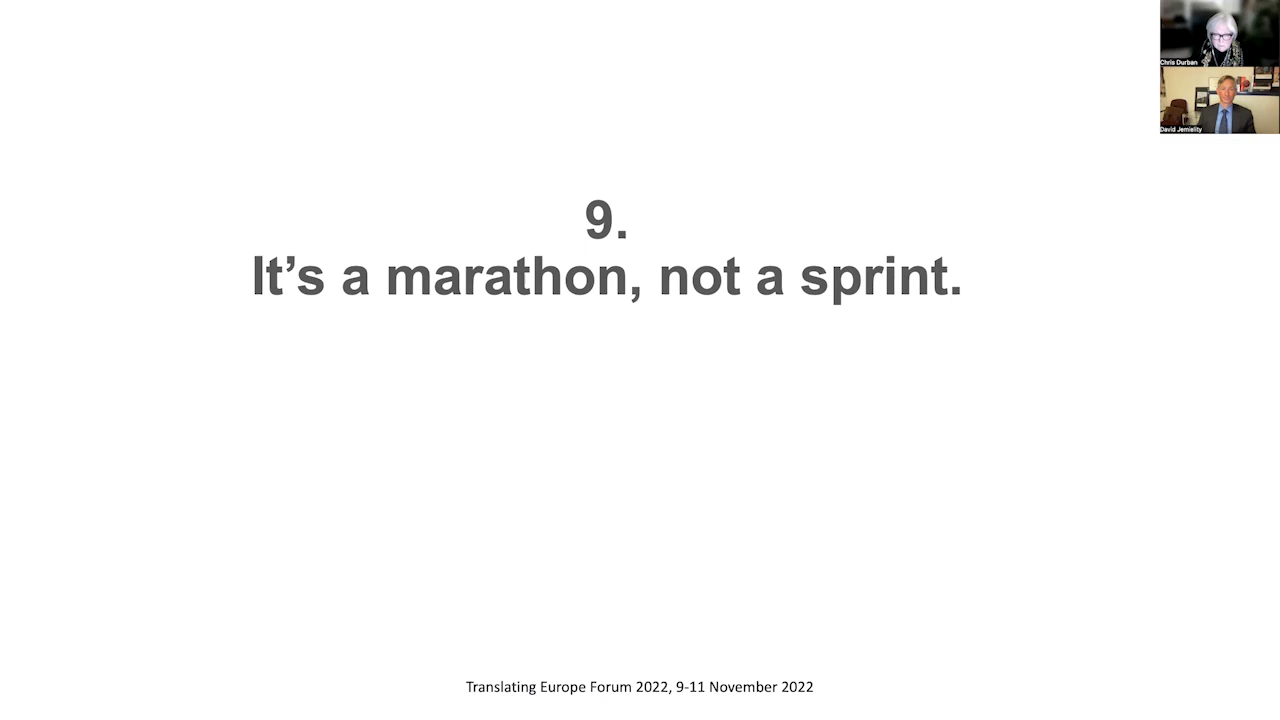 Chris Durban
David Jemielity
9.
It’s a marathon, not a sprint.
Translating Europe Forum 2022, 9-11 November 2022